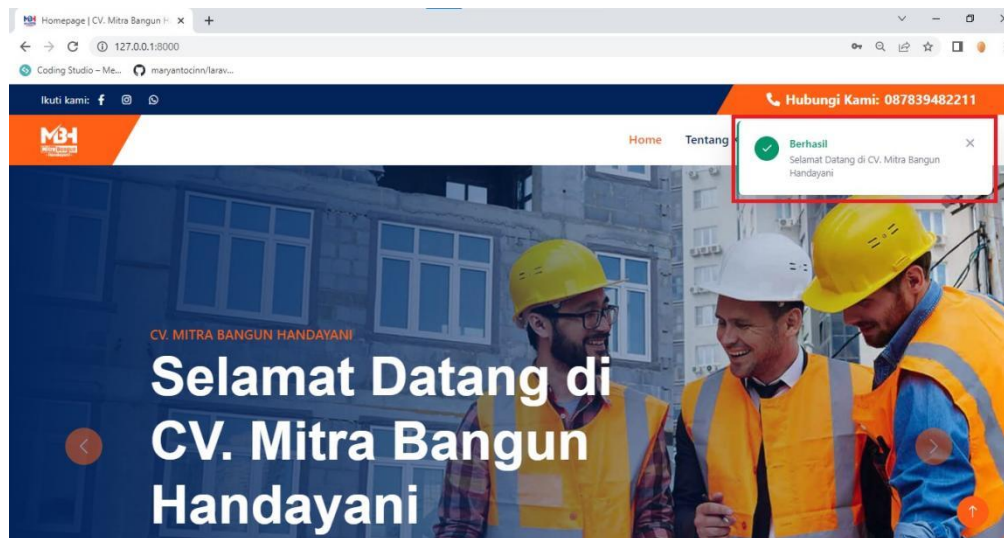 Homepage | CV. Mitra Bangun H
127.0.0.1:8000
Coding Studio – Me... maryantocinn/larav...
Ikuti kami:
Hubungi Kami: 087839482211
MBH
Home Tentang
Berhasil
Selamat Datang di CV. Mitra Bangun
Handayani
CV. MITRA BANGUN HANDAYANI
Selamat Datang di
CV. Mitra Bangun
Handayani